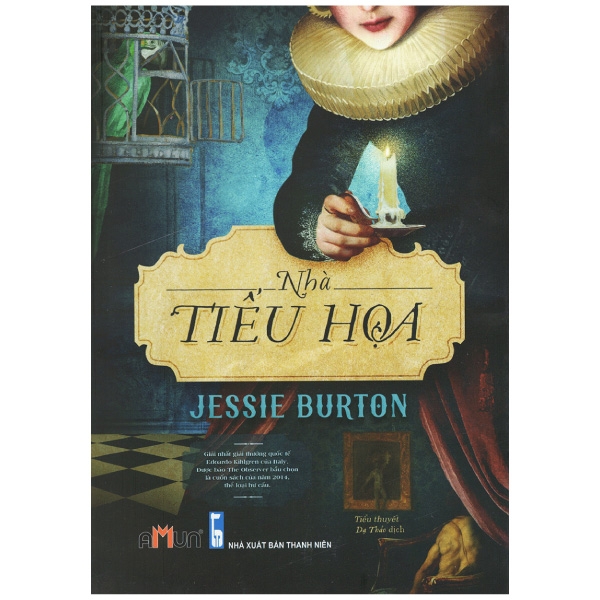 Nhà
TIỂU HỌA
JESSIE BURTON
Giải nhất giải thưởng quốc tế
Edoardo Kihlgren của Italy.
Được báo The Observer bầu chọn
là cuốn sách của năm 2014,
thể loại hư cấu.
Tiểu thuyết
Dạ Thảo dịch
AMUN
NHÀ XUẤT BẢN THANH NIÊN